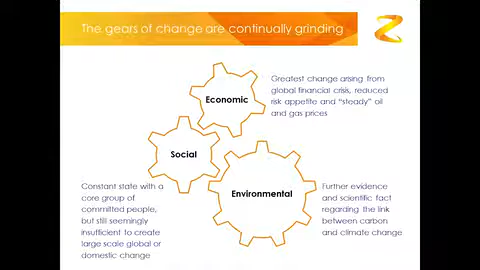 The gears of change are continually grinding
Economic
Greatest change arising from
global financial crisis, reduced
risk appetite and "steady" oil
and gas prices
Social
Constant state with a
core group of
committed people,
but still seemingly
insufficient to create
large scale global or
domestic change
Environmental
Further evidence
and scientific fact
regarding the link
between carbon
and climate change